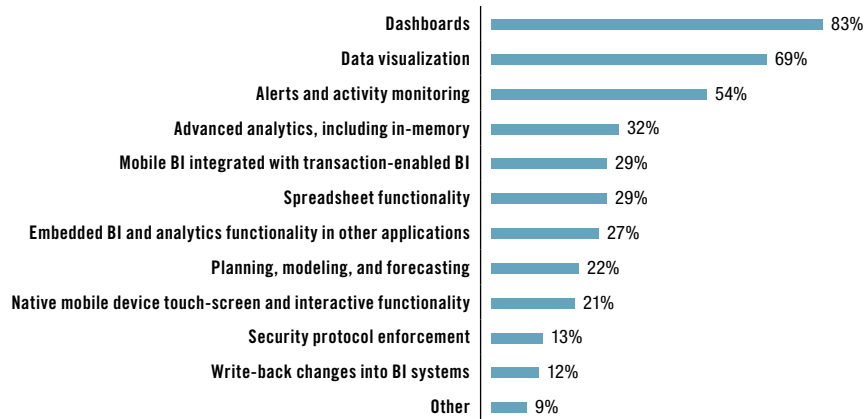 Dashboards 83%
Data visualization 69%
Alerts and activity monitoring 54%
Advanced analytics, including in-memory 32%
Mobile BI integrated with transaction-enabled BI 29%
Spreadsheet functionality 29%
Embedded BI and analytics functionality in other applications 27%
Planning, modeling, and forecasting 22%
Native mobile device touch-screen and interactive functionality 21%
Security protocol enforcement 13%
Write-back changes into BI systems 12%
Other 9%